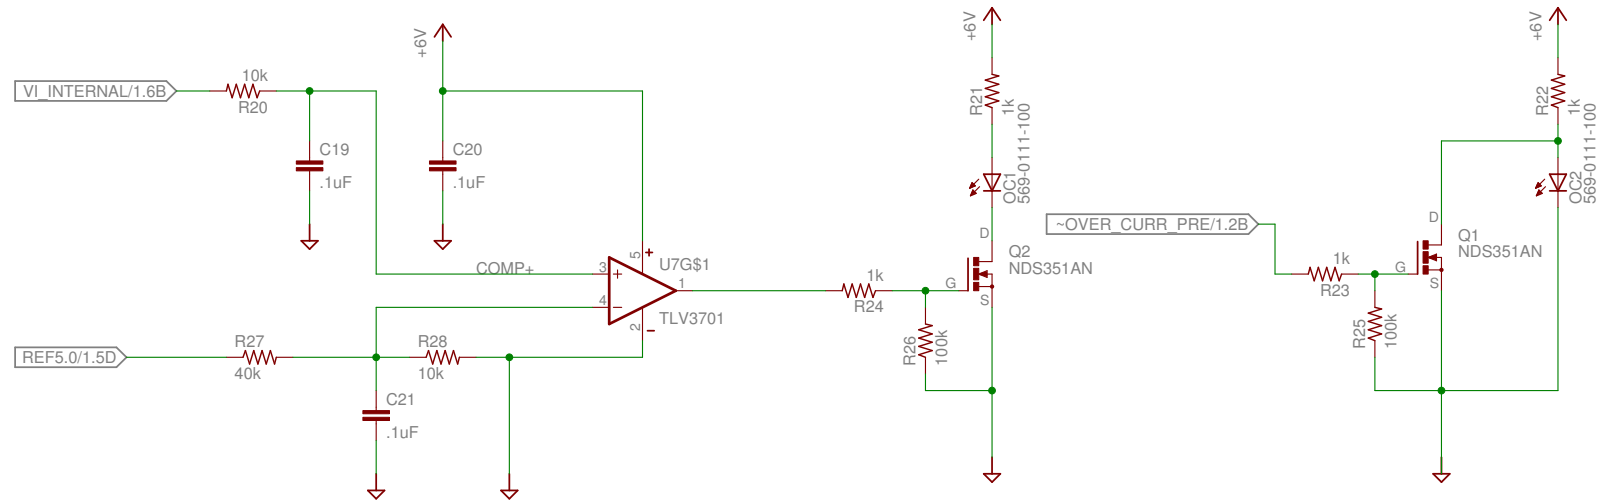 VI_INTERNAL/1.6B
10k
R20
C19
.1uF
+6V
C20
.1uF
COMP+
3
4
5
2
1
U7G$1
TLV3701
REF5.0/1.5D
R27
40k
R28
10k
C21
.1uF
1k
R24
R26
100k
+6V
R21
1k
OC1
569-0111-100
D
G
S
Q2
NDS351AN
~OVER_CURR_PRE/1.2B
1k
R23
R25
100k
+6V
R22
1k
OC2
569-0111-100
D
G
S
Q1
NDS351AN